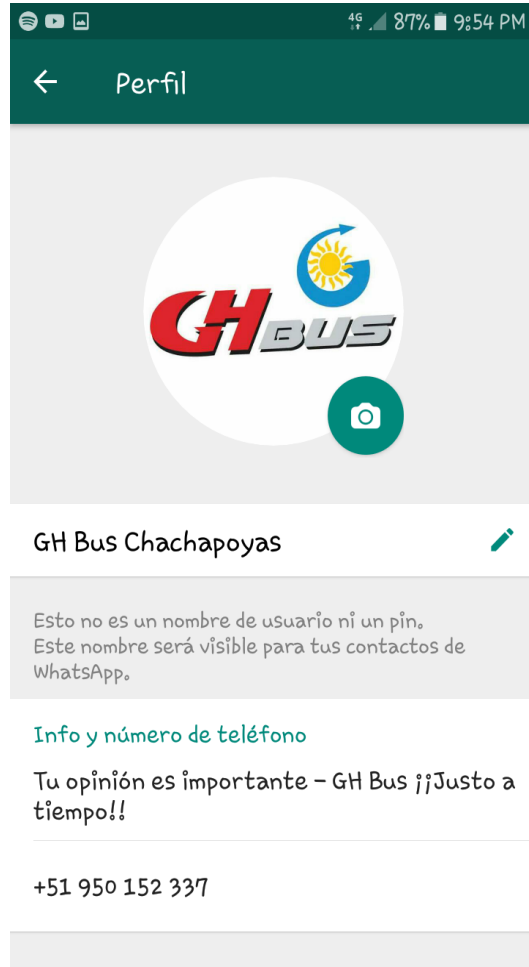 4G 87% 9:54 PM
Perfil
GH BUS
GH Bus Chachapoyas
Esto no es un nombre de usuario ni un pin.
Este nombre será visible para tus contactos de
WhatsApp.
Info y número de teléfono
Tu opinión es importante - GH Bus ¡¡Justo a
tiempo!!
+51 950 152 337